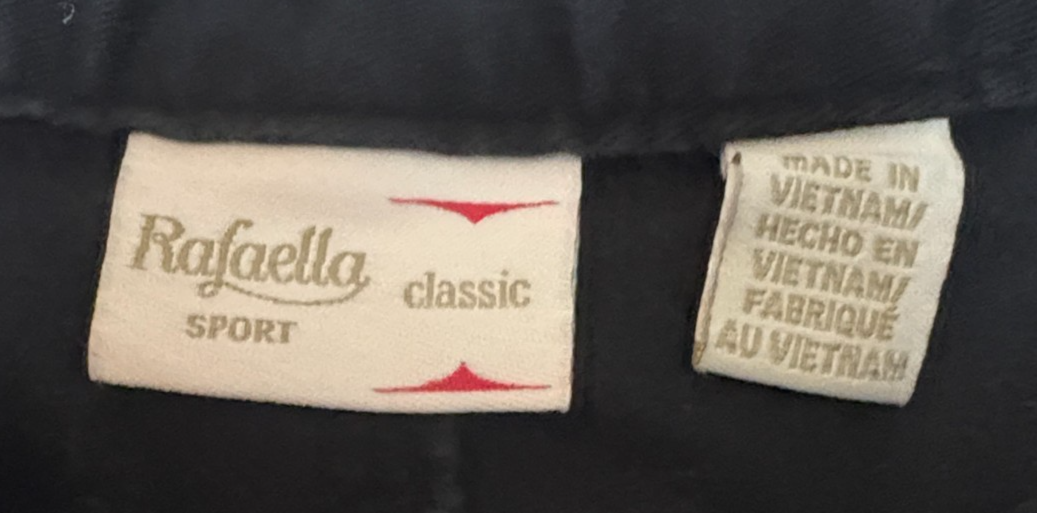 Rafaella
SPORT
classic
MADE IN
VIETNAM/
HECHO EN
VIETNAM/
FABRIQUÉ
AU VIETNAM